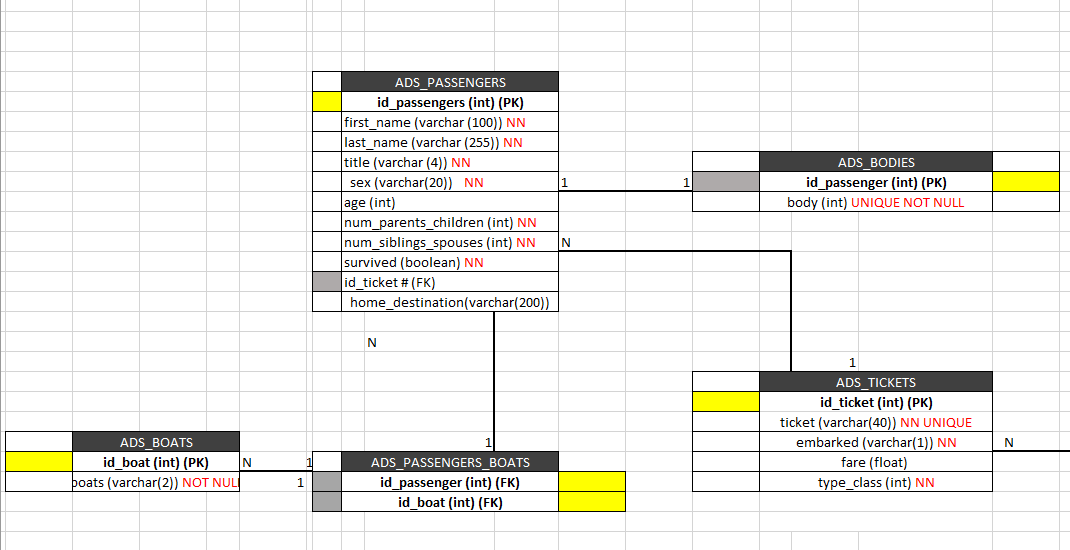 ADS_PASSENGERS
id_passengers (int) (PK)
first_name (varchar (100)) NN
last_name (varchar (255)) NN
title (varchar (4)) NN
sex (varchar(20)) NN
age (int)
num_parents_children (int) NN
num_siblings_spouses (int) NN
survived (boolean) NN
id_ticket # (FK)
home_destination(varchar(200))
1 1
ADS_BODIES
id_passenger (int) (PK)
body (int) UNIQUE NOT NULL
N
N
1
1
ADS_TICKETS
id_ticket (int) (PK)
ticket (varchar(40)) NN UNIQUE
embarked (varchar(1)) NN
fare (float)
type_class (int) NN
N
ADS_BOATS
id_boat (int) (PK)
boats (varchar(2)) NOT NUL
N 1
1
ADS_PASSENGERS_BOATS
id_passenger (int) (FK)
id_boat (int) (FK)